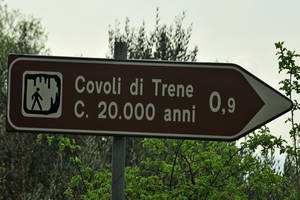 Covoli di Trene
C. 20.000 anni 0,9